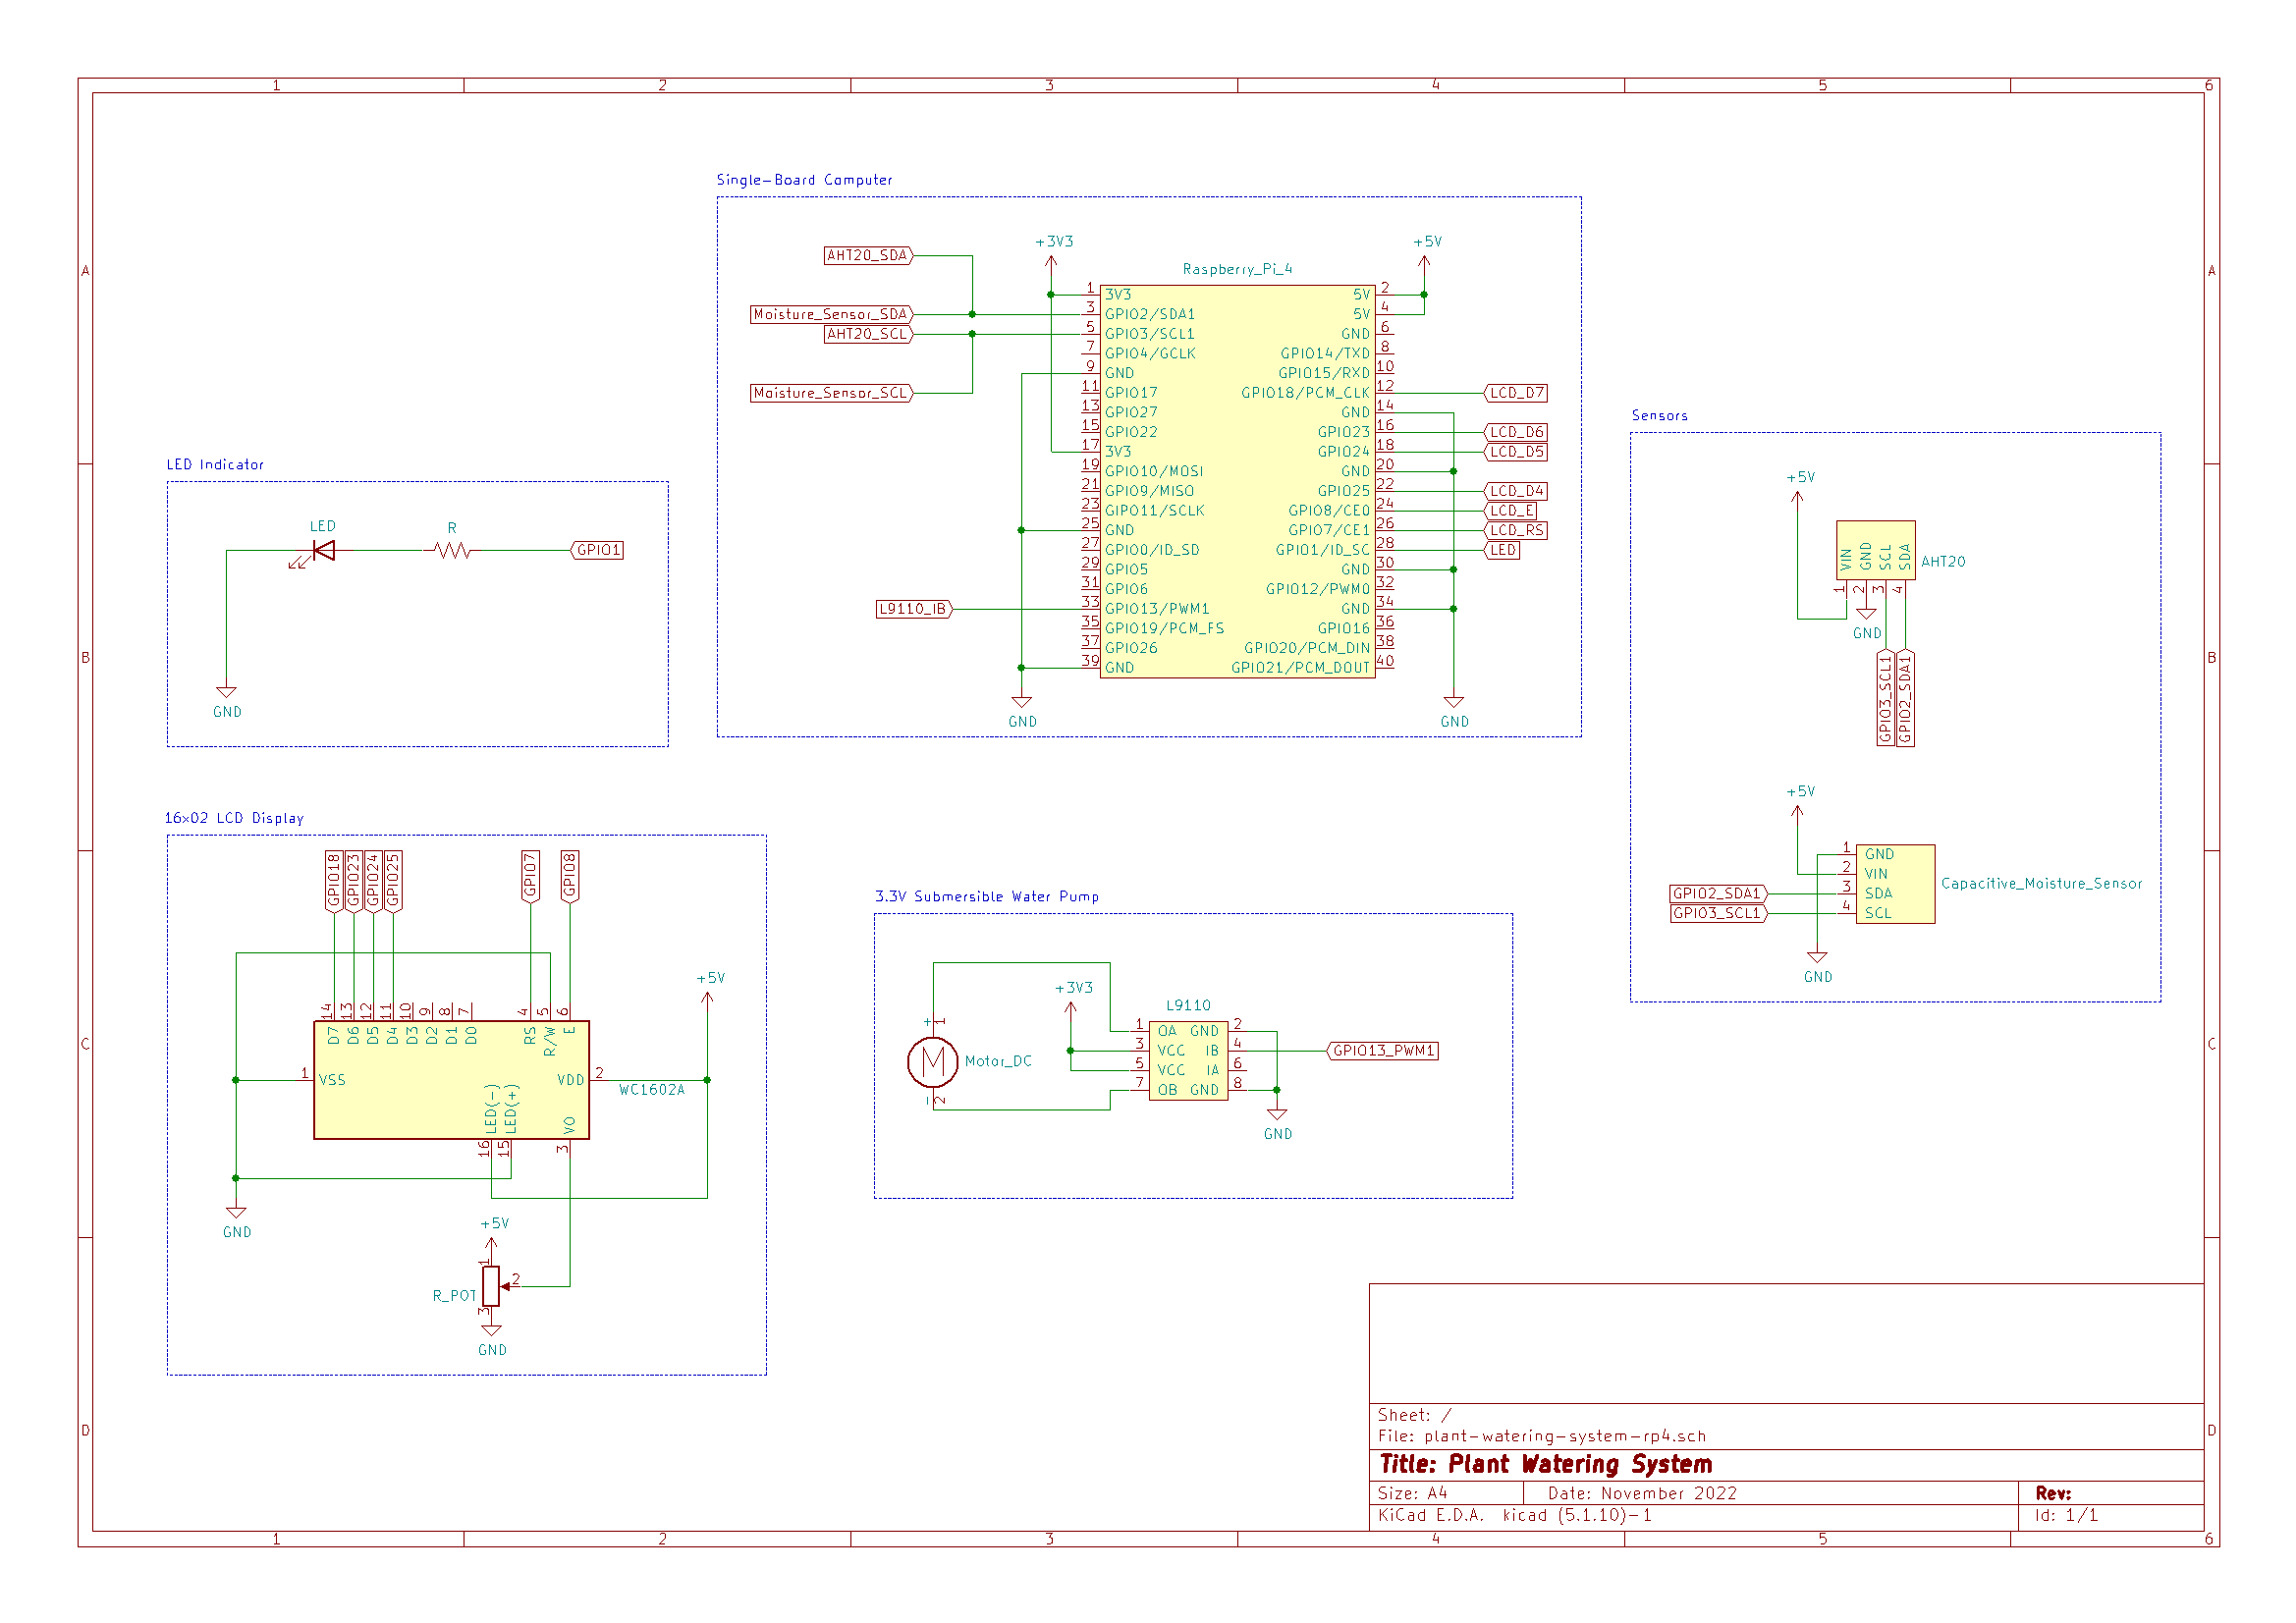 1 2 3 4 5 6
A
B
C
D
A
B
C
D
1 2 3 4 5 6
Single-Board Computer
AHT20_SDA
Moisture_Sensor_SDA
AHT20_SCL
Moisture_Sensor_SCL
L9110_IB
+3V3
+5V
Raspberry_Pi_4
1 3V3
3 GPIO2/SDA1
5 GPIO3/SCL1
7 GPIO4/GCLK
9 GND
11 GPIO17
13 GPIO27
15 GPIO22
17 3V3
19 GPIO10/MOSI
21 GPIO9/MISO
23 GIPO11/SCLK
25 GND
27 GPIO0/ID_SD
29 GPIO5
31 GPIO6
33 GPIO13/PWM1
35 GPIO19/PCM_FS
37 GPIO26
39 GND
5V 2
5V 4
GND 6
GPIO14/TXD 8
GPIO15/RXD 10
GPIO18/PCM_CLK 12
GND 14
GPIO23 16
GPIO24 18
GND 20
GPIO25 22
GPIO8/CE0 24
GPIO7/CE1 26
GPIO1/ID_SC 28
GND 30
GPIO12/PWM0 32
GND 34
GPIO16 36
GPIO20/PCM_DIN 38
GPIO21/PCM_DOUT 40
LCD_D7
LCD_D6
LCD_D5
LCD_D4
LCD_E
LCD_RS
LED
GND
GND
LED Indicator
LED
R
GPIO1
GND
Sensors
+5V
VIN
GND
SCL
SDA
AHT20
1
2
3
4
GND
GPIO3_SCL1
GPIO2_SDA1
+5V
1 GND
2 VIN
3 SDA
4 SCL
Capacitive_Moisture_Sensor
GPIO2_SDA1
GPIO3_SCL1
GND
16x02 LCD Display
GPIO18
GPIO23
GPIO24
GPIO25
GPIO7
GPIO8
+5V
14
13
12
11
10
9
8
7
4
5
6
D7
D6
D5
D4
D3
D2
D1
D0
RS
R/W
E
1 VSS
VDD 2
WC1602A
LED(-)
LED(+)
VO
16
15
3
GND
+5V
1
2
R_POT
3
GND
3.3V Submersible Water Pump
+3V3
L9110
+ 1
M
Motor_DC
- 2
1 OA GND 2
3 VCC IB 4
5 VCC IA 6
7 OB GND 8
GPIO13_PWM1
GND
Sheet: /
File: plant-watering-system-rp4.sch
Title: Plant Watering System
Size: A4 Date: November 2022 Rev:
KiCad E.D.A. kicad (5.1.10)-1 Id: 1/1